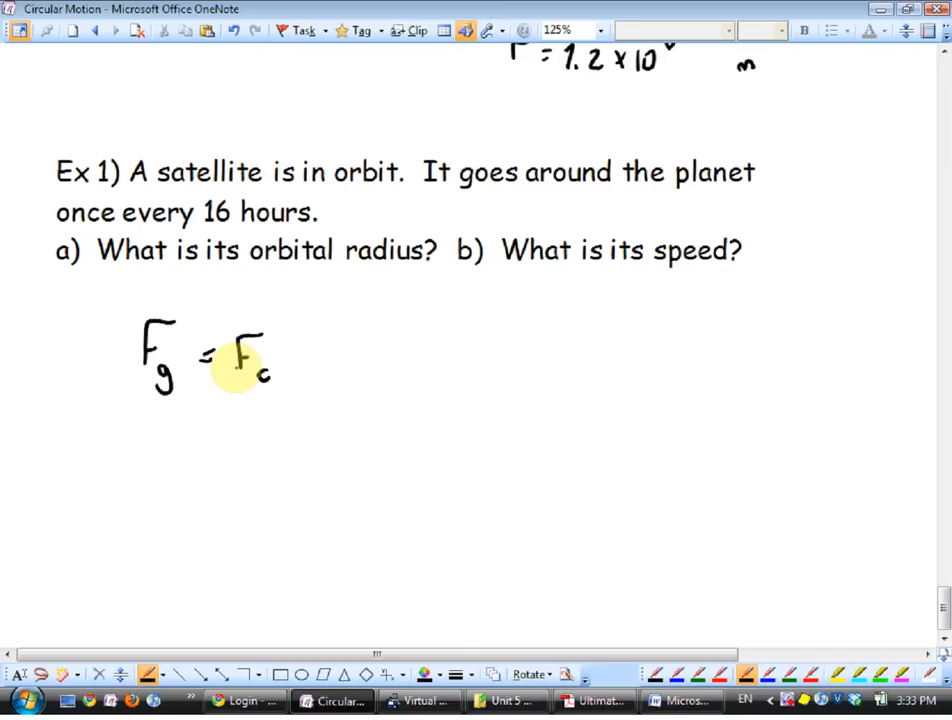 Circular Motion - Microsoft Office OneNote
Task Tag Clip 125% B A
= 1.2 × 10 m
Ex 1) A satellite is in orbit. It goes around the planet
once every 16 hours.
a) What is its orbital radius? b) What is its speed?
Fg = Fc
Rotate
Login - ... Circular... Virtual ... Unit 5 ... Ultimat... Micros... EN 3:33 PM